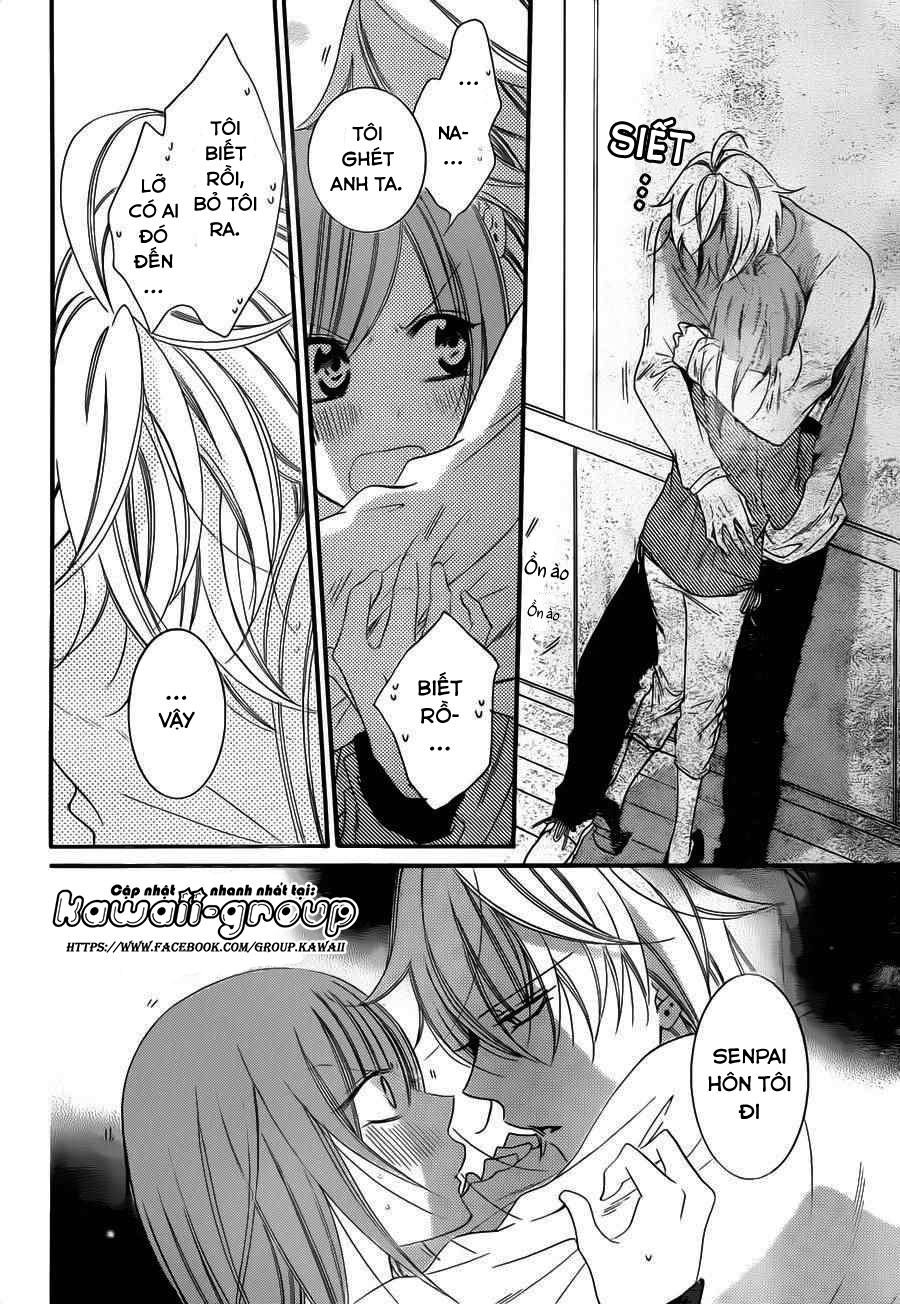 SIẾT
...
Ồn ào
Ồn ào
...
NA-
...
TÔI
GHÉT
ANH TA.
TÔI
BIẾT
RỒI,
BỎ TÔI
RA.
LỠ
CÓ AI
ĐÓ
ĐẾN
...
BIẾT
RỒ-
...
...
VẬY
Cập nhật nhanh nhất tại:
kawaii-group
HTTPS://WWW.FACEBOOK.COM/GROUP.KAWAII
SENPAI
HÔN TÔI
ĐI